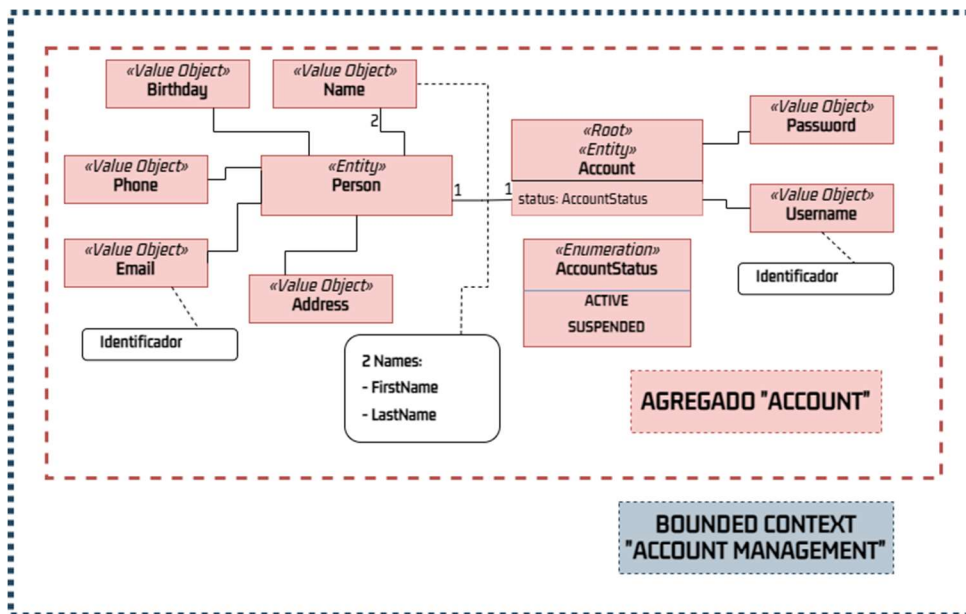 «Value Object»
Birthday
«Value Object»
Name
2
«Value Object»
Phone
«Entity»
Person
1
«Value Object»
Email
«Value Object»
Address
Identificador
2 Names:
- FirstName
- LastName
«Root»
«Entity»
Account
1
status: AccountStatus
«Enumeration»
AccountStatus
ACTIVE
SUSPENDED
«Value Object»
Password
«Value Object»
Username
Identificador
AGREGADO "ACCOUNT"
BOUNDED CONTEXT
"ACCOUNT MANAGEMENT"